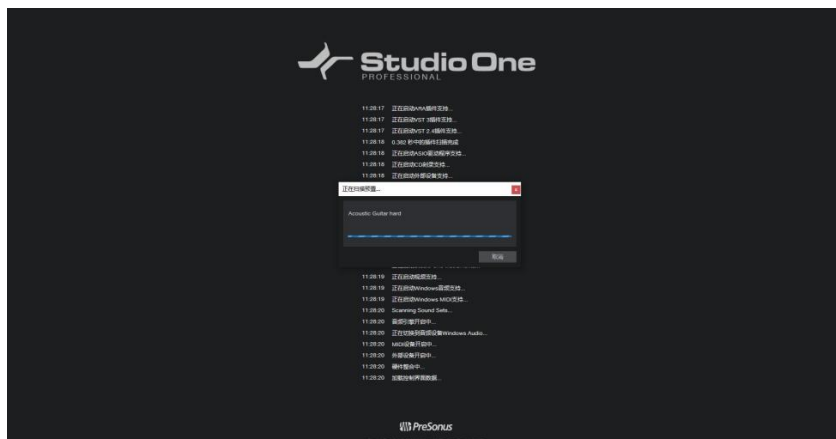 Studio One
PROFESSIONAL
11:28:17 正在启动ARA插件支持...
11:28:17 正在启动VST 3插件支持...
11:28:17 正在启动VST 2.4插件支持...
11:28:18 0.382 秒中的插件扫描完成
11:28:18 正在启动ASIO驱动程序支持...
11:28:18 正在启动CD刻录支持...
11:28:18 正在启动外部设备支持...
正在扫描预置...
Acoustic Guitar hard
取消
11:28:19 正在启动视频支持...
11:28:19 正在启动Windows音频支持...
11:28:19 正在启动Windows MIDI支持...
11:28:20 Scanning Sound Sets...
11:28:20 音频引擎开启中...
11:28:20 正在切换到音频设备Windows Audio...
11:28:20 MIDI设备开启中...
11:28:20 外部设备开启中...
11:28:20 硬件整合中...
11:28:20 加载控制界面数据...
PreSonus